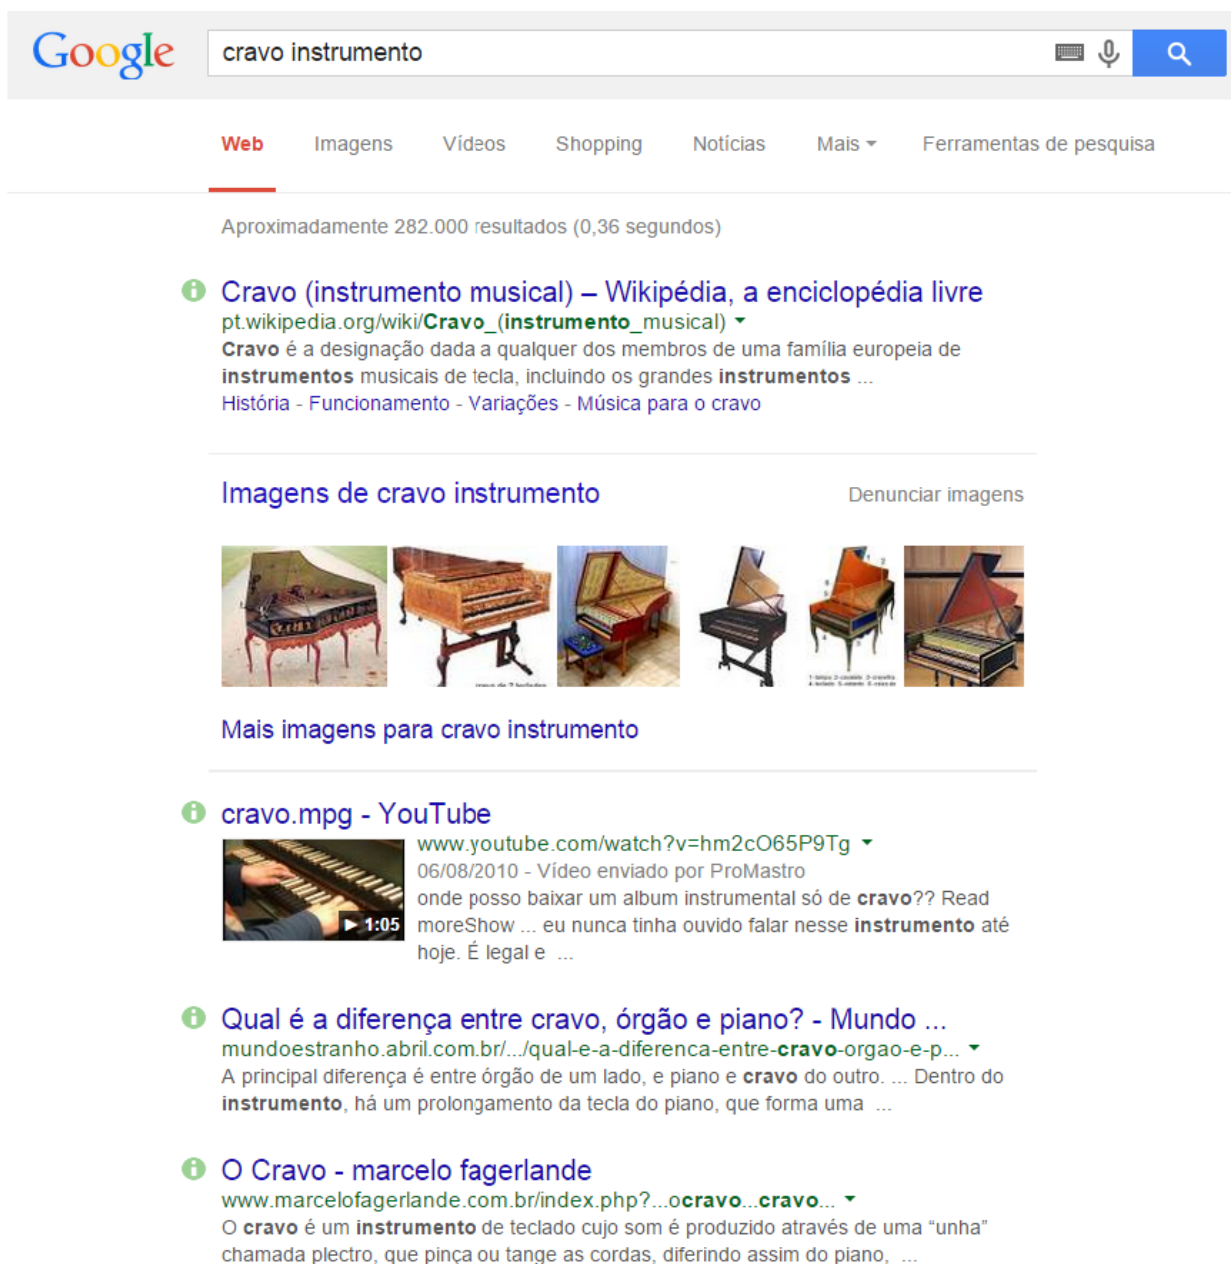 Google
cravo instrumento
Web Imagens Vídeos Shopping Notícias Mais Ferramentas de pesquisa
Aproximadamente 282.000 resultados (0,36 segundos)
Cravo (instrumento musical) – Wikipédia, a enciclopédia livre
pt.wikipedia.org/wiki/Cravo_(instrumento_musical)
Cravo é a designação dada a qualquer dos membros de uma família europeia de
instrumentos musicais de tecla, incluindo os grandes instrumentos ...
História - Funcionamento - Variações - Música para o cravo
Imagens de cravo instrumento
Denunciar imagens
Mais imagens para cravo instrumento
cravo.mpg - YouTube
www.youtube.com/watch?v=hm2cO65P9Tg
1:05
06/08/2010 - Vídeo enviado por ProMastro
onde posso baixar um album instrumental só de cravo?? Read
moreShow ... eu nunca tinha ouvido falar nesse instrumento até
hoje. É legal e ...
Qual é a diferença entre cravo, órgão e piano? - Mundo ...
mundoestranho.abril.com.br/.../qual-e-a-diferenca-entre-cravo-orgao-e-p...
A principal diferença é entre órgão de um lado, e piano e cravo do outro. ... Dentro do
instrumento, há um prolongamento da tecla do piano, que forma uma ...
O Cravo - marcelo fagerlande
www.marcelofagerlande.com.br/index.php?...ocravo...cravo...
O cravo é um instrumento de teclado cujo som é produzido através de uma “unha”
chamada plectro, que pinça ou tange as cordas, diferindo assim do piano, ...